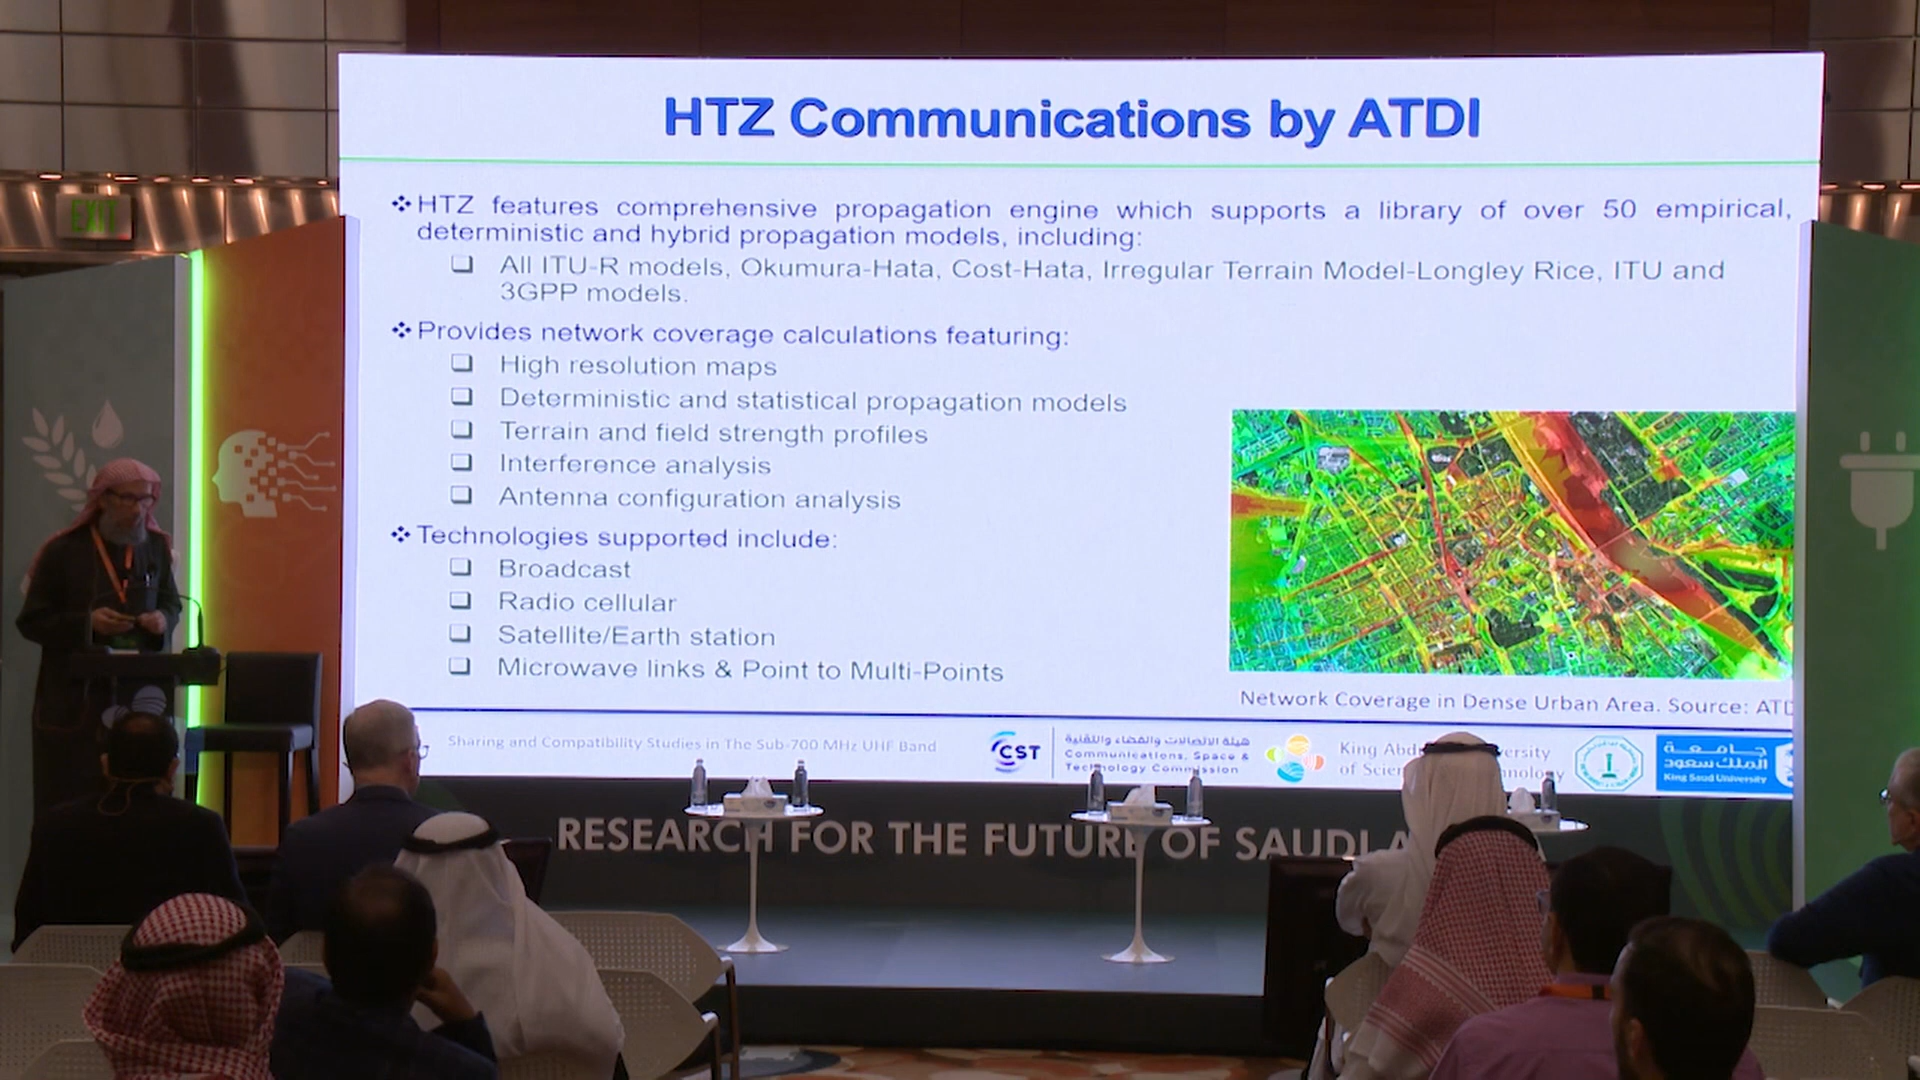 HTZ Communications by ATDI
EXIT
HTZ features comprehensive propagation engine which supports a library of over 50 empirical,
deterministic and hybrid propagation models, including:
All ITU-R models, Okumura-Hata, Cost-Hata, Irregular Terrain Model-Longley Rice, ITU and
3GPP models.
Provides network coverage calculations featuring:
High resolution maps
Deterministic and statistical propagation models
Terrain and field strength profiles
Interference analysis
Antenna configuration analysis
Technologies supported include:
Broadcast
Radio cellular
Satellite/Earth station
Microwave links & Point to Multi-Points
Network Coverage in Dense Urban Area. Source: ATD
Sharing and Compatibility Studies in The Sub-700 MHz UHF Band
CST
هيئة الاتصالات والفضاء والتقنية
Communications, Space &
Technology Commission
King Abd
of Scien
جامعة
الملك سعود
King Saud University
RESEARCH FOR THE FUTURE OF SAUDI A